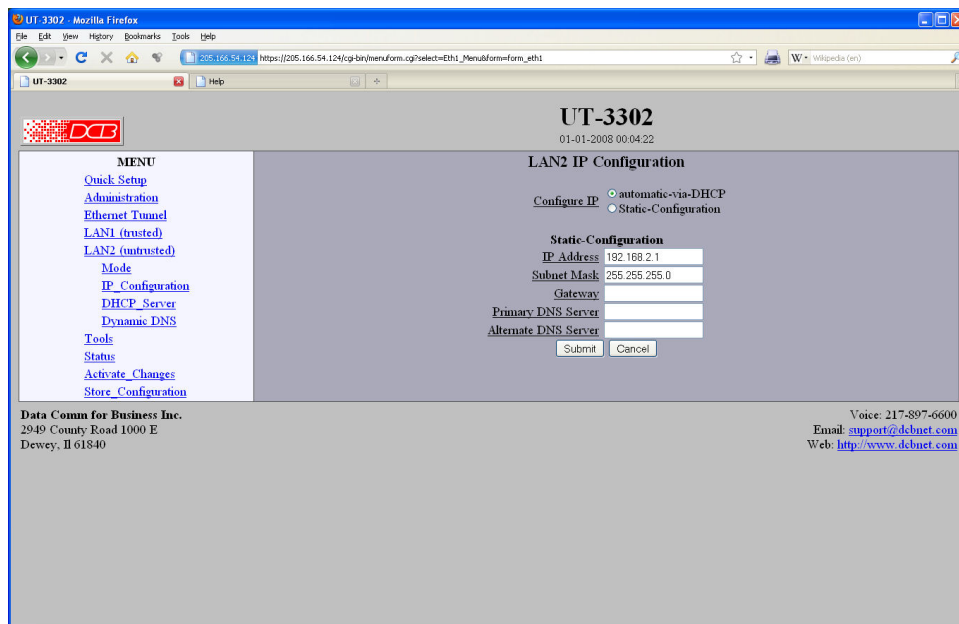 UT-3302 - Mozilla Firefox
File Edit View History Bookmarks Tools Help
205.166.54.124 https://205.166.54.124/cgi-bin/menuform.cgi?select=Eth1_Menu&form=form_eth1
Wikipedia (en)
UT-3302
Help
DCB
UT-3302
01-01-2008 00:04:22
MENU
Quick Setup
Administration
Ethernet Tunnel
LAN1 (trusted)
LAN2 (untrusted)
Mode
IP_Configuration
DHCP_Server
Dynamic DNS
Tools
Status
Activate_Changes
Store_Configuration
LAN2 IP Configuration
Configure IP
automatic-via-DHCP
Static-Configuration
Static-Configuration
IP Address 192.168.2.1
Subnet Mask 255.255.255.0
Gateway
Primary DNS Server
Alternate DNS Server
Submit Cancel
Data Comm for Business Inc.
2949 County Road 1000 E
Dewey, Il 61840
Voice: 217-897-6600
Email: support@dcbnet.com
Web: http://www.dcbnet.com